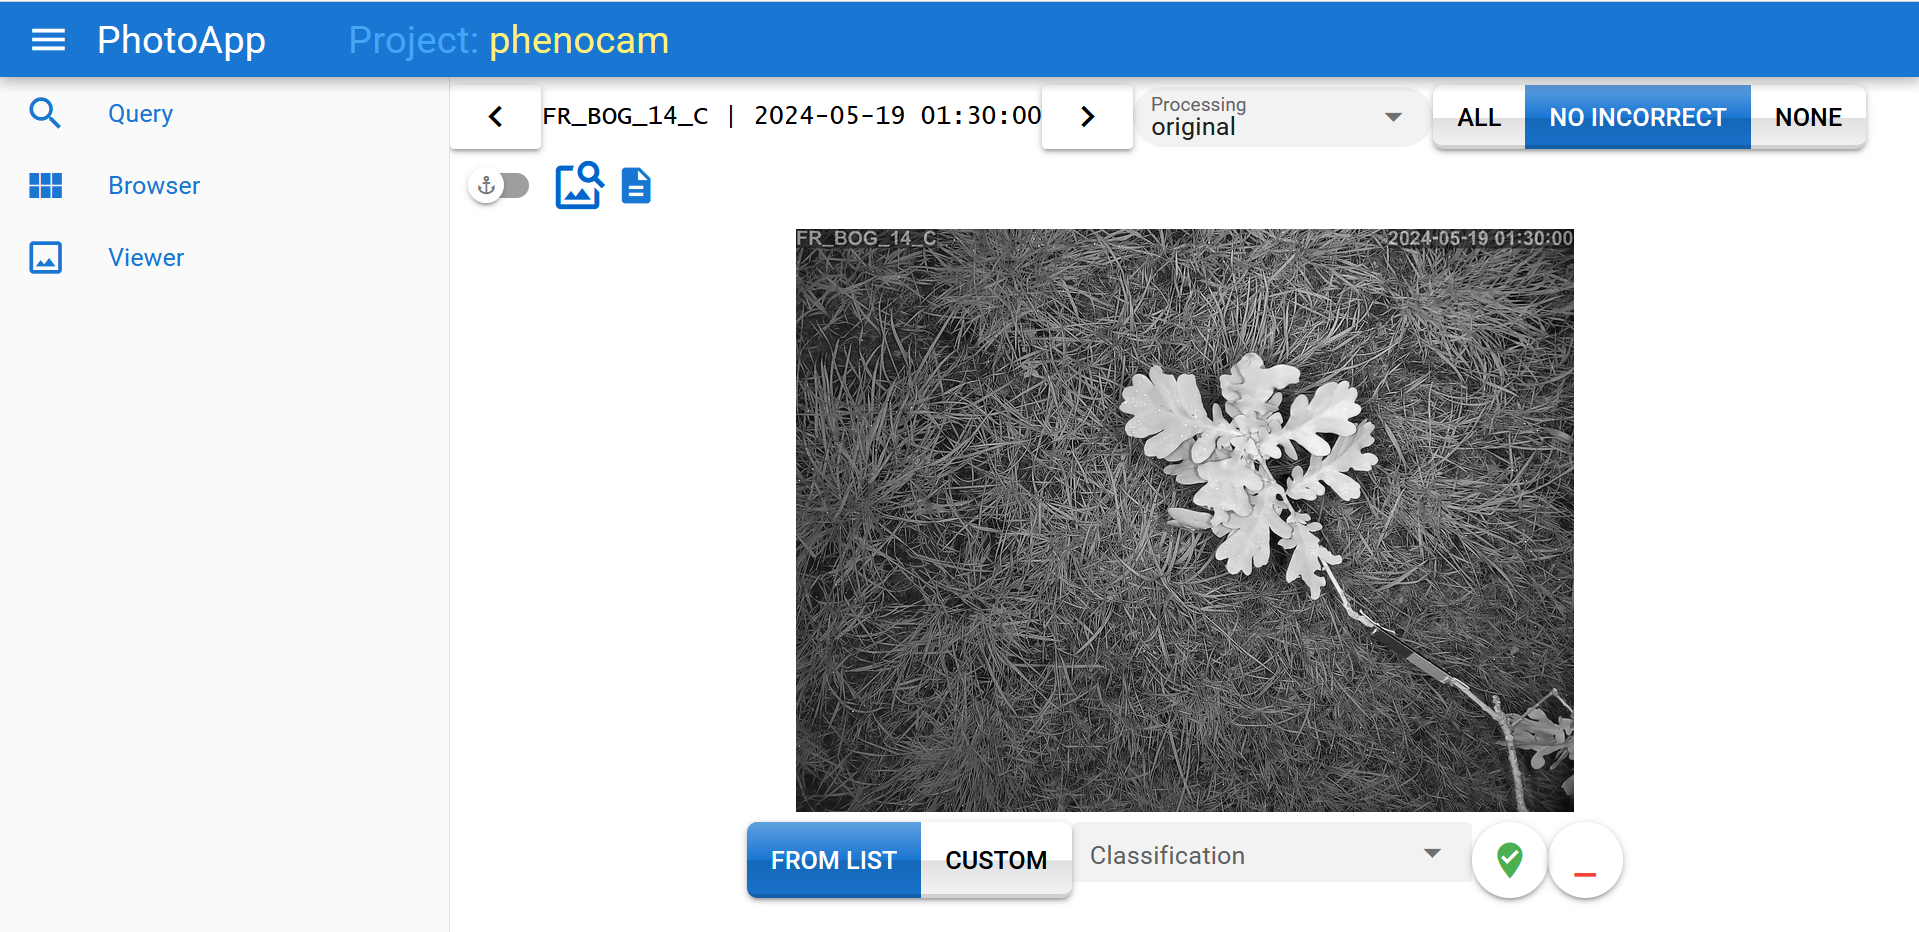 PhotoApp Project: phenocam
Query
Browser
Viewer
FR_BOG_14_C | 2024-05-19 01:30:00
Processing
original
ALL NO INCORRECT NONE
FR_BOG_14_C 2024-05-19 01:30:00
FROM LIST CUSTOM Classification